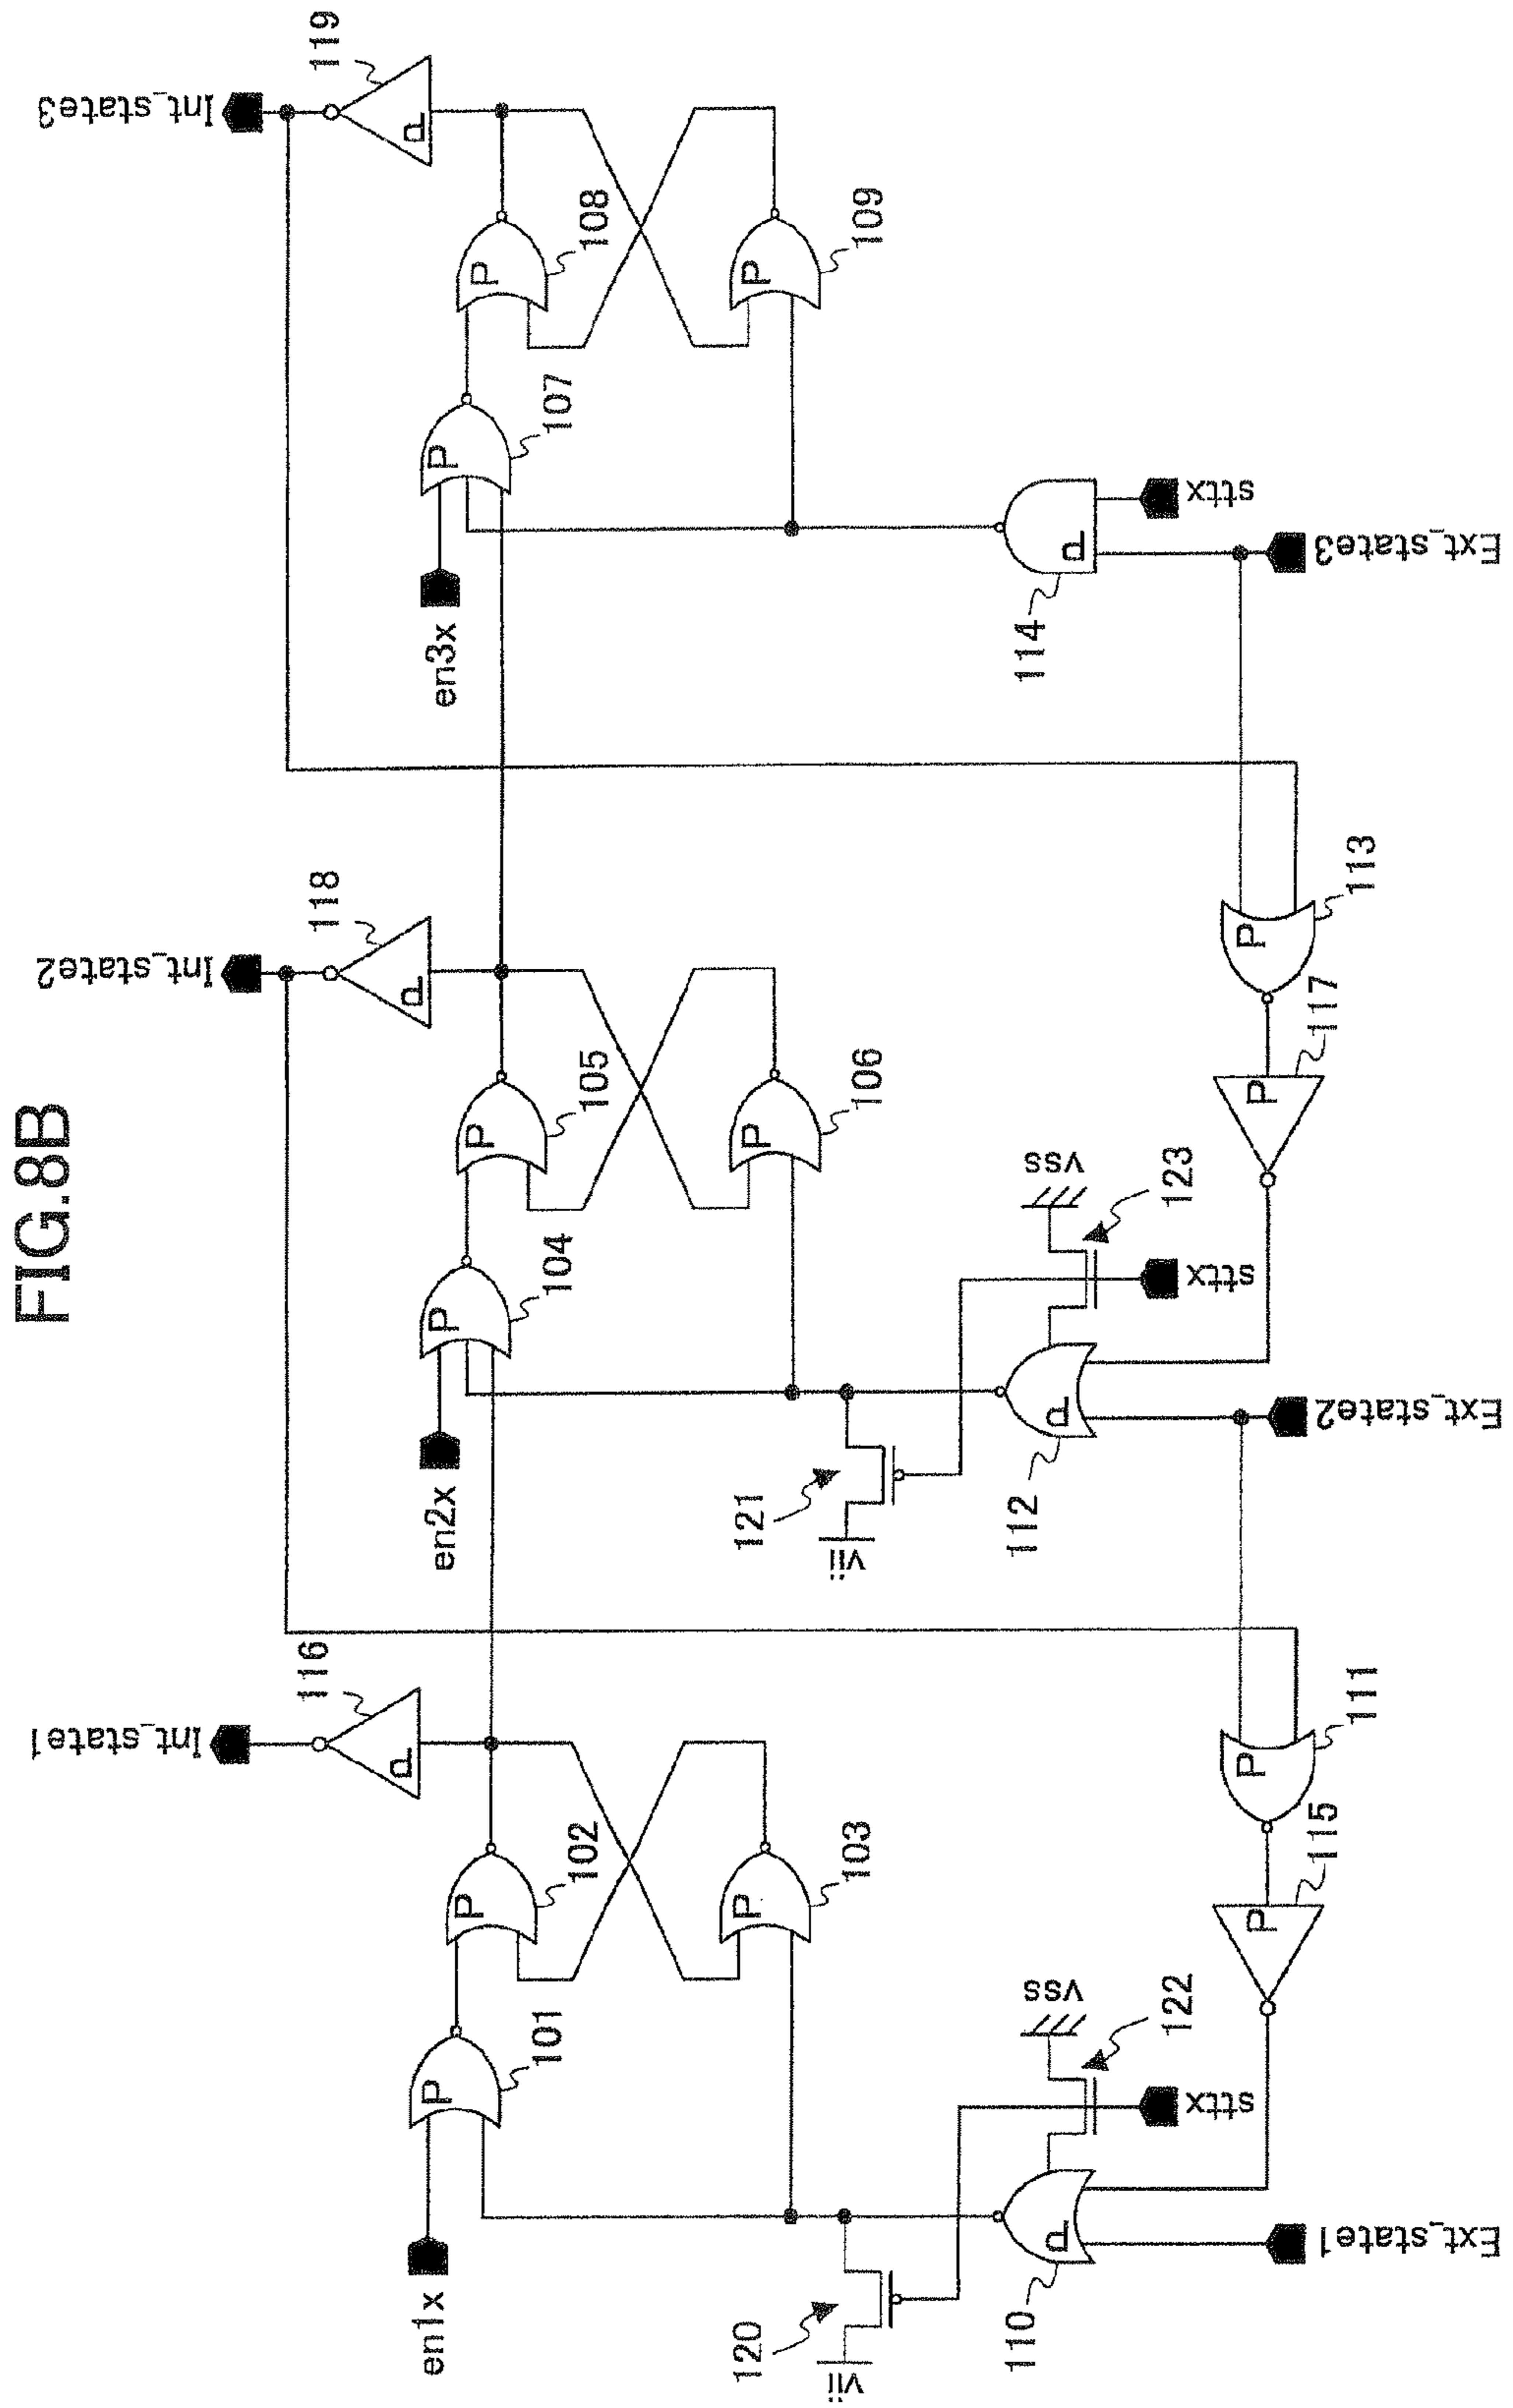 FIG.8B
Int_state1
Int_state2
Int_state3
116
118
119
P
P
P
en1x
P
101
P
102
P
103
en2x
P
104
P
105
P
106
en3x
P
107
P
108
P
109
120
vii
121
vii
VSS
122
sttx
VSS
123
sttx
110
P
112
P
114
P
sttx
P
115
P
111
P
117
P
113
Ext_state1
Ext_state2
Ext_state3